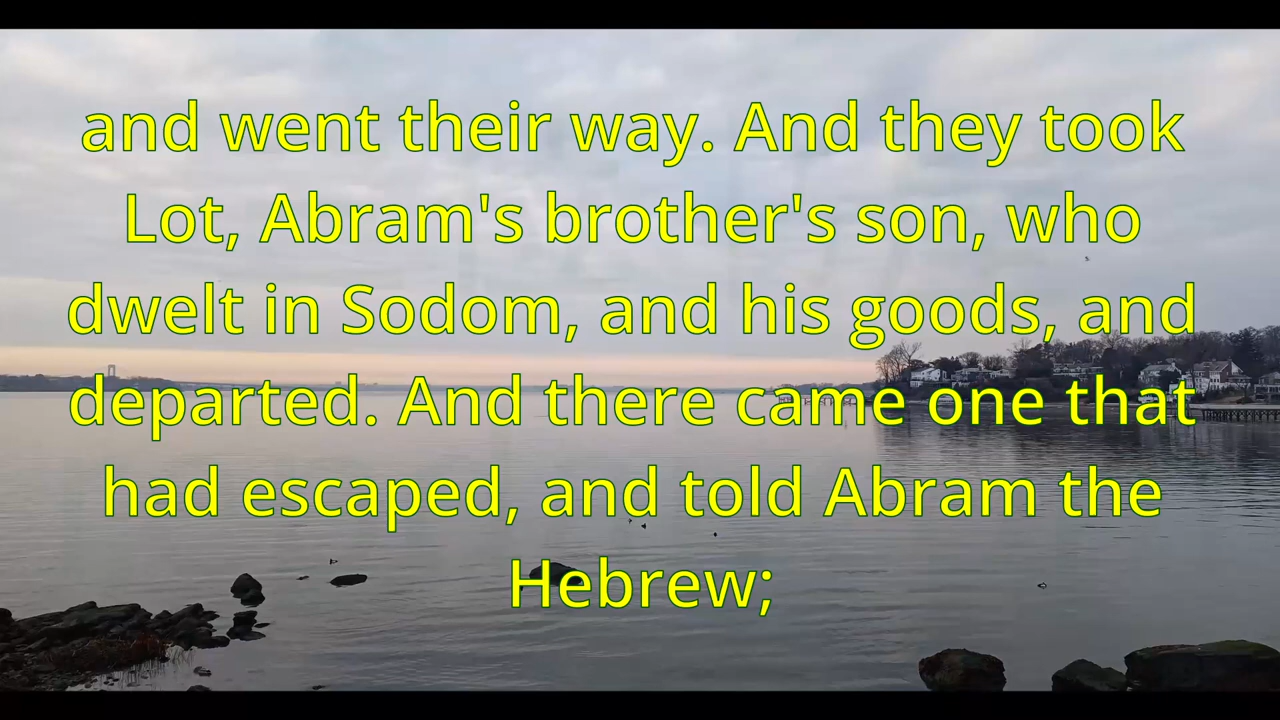 and went their way. And they took
Lot, Abram's brother's son, who
dwelt in Sodom, and his goods, and
departed. And there came one that
had escaped, and told Abram the
Hebrew;